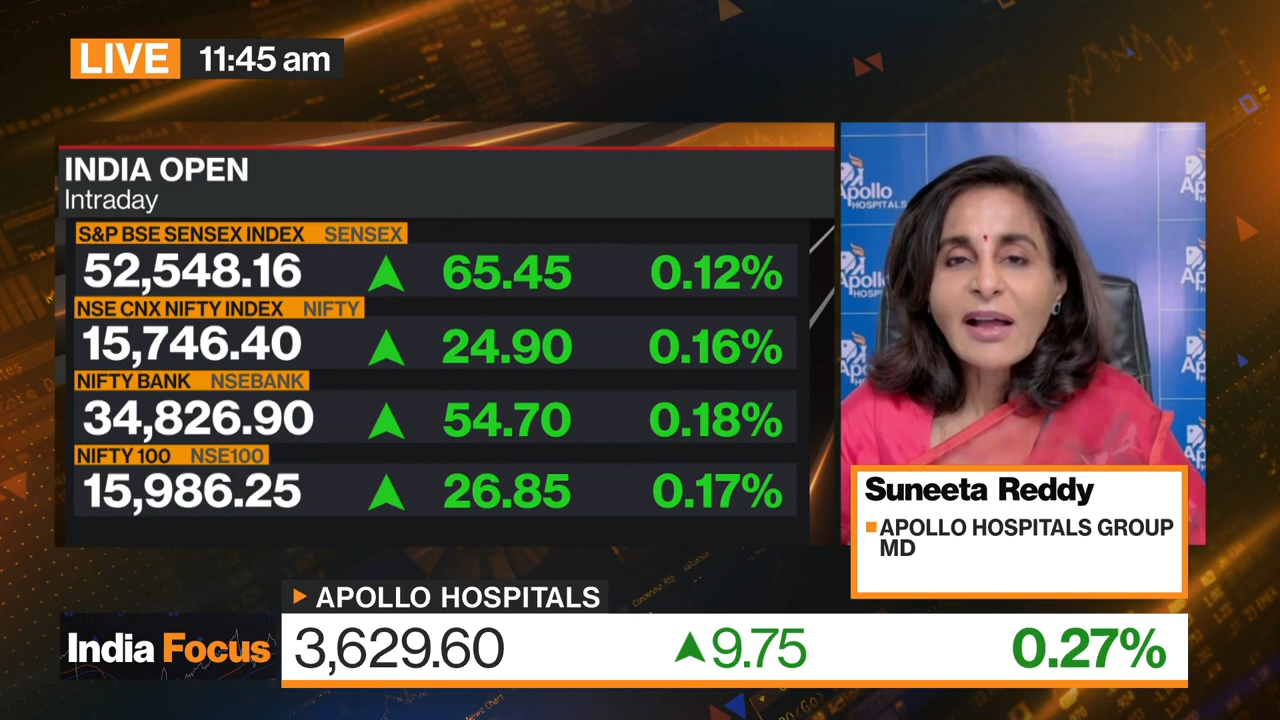 LIVE 11:45 am
INDIA OPEN
Intraday
S&P BSE SENSEX INDEX SENSEX
52,548.16 65.45 0.12%
NSE CNX NIFTY INDEX NIFTY
15,746.40 24.90 0.16%
NIFTY BANK NSEBANK
34,826.90 54.70 0.18%
NIFTY 100 NSE100
15,986.25 26.85 0.17%
Apollo
HOSPITALS
Suneeta Reddy
APOLLO HOSPITALS GROUP
MD
APOLLO HOSPITALS
India Focus
3,629.60 9.75 0.27%